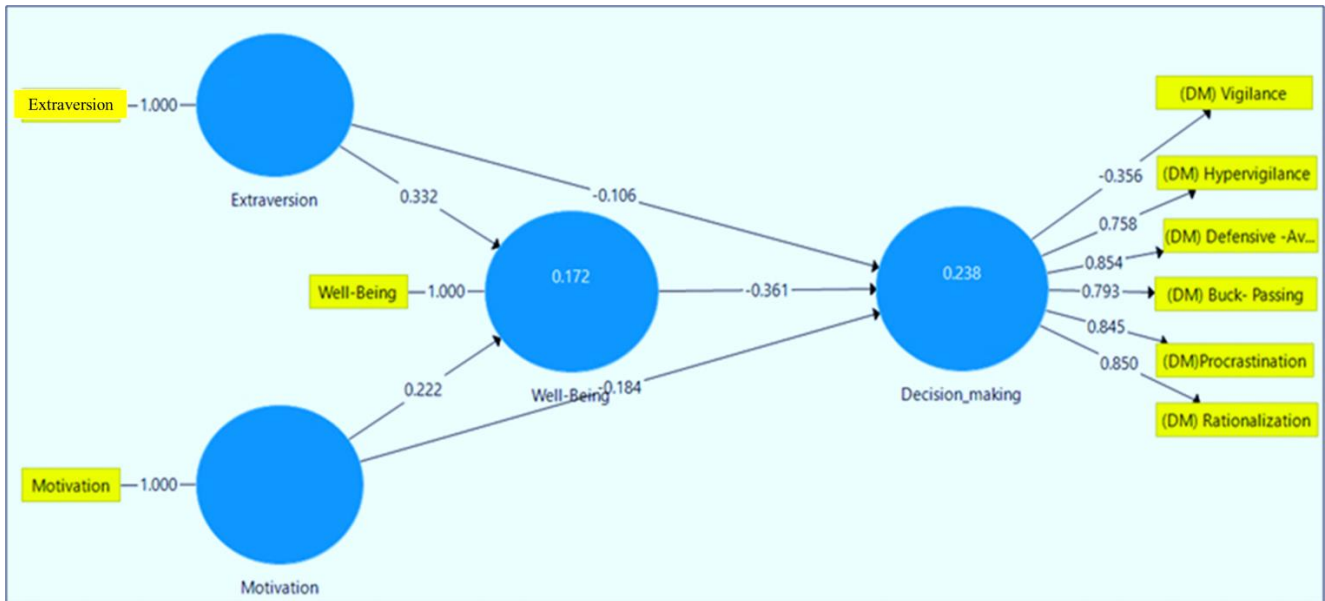 Extraversion
1.000
Extraversion
0.332
-0.106
Well-Being
1.000
0.172
Well-Being
-0.361
0.222
-0.184
Motivation
1.000
Motivation
0.238
Decision_making
-0.356
(DM) Vigilance
0.758
(DM) Hypervigilance
0.854
(DM) Defensive -Av...
0.793
(DM) Buck- Passing
0.845
(DM)Procrastination
0.850
(DM) Rationalization